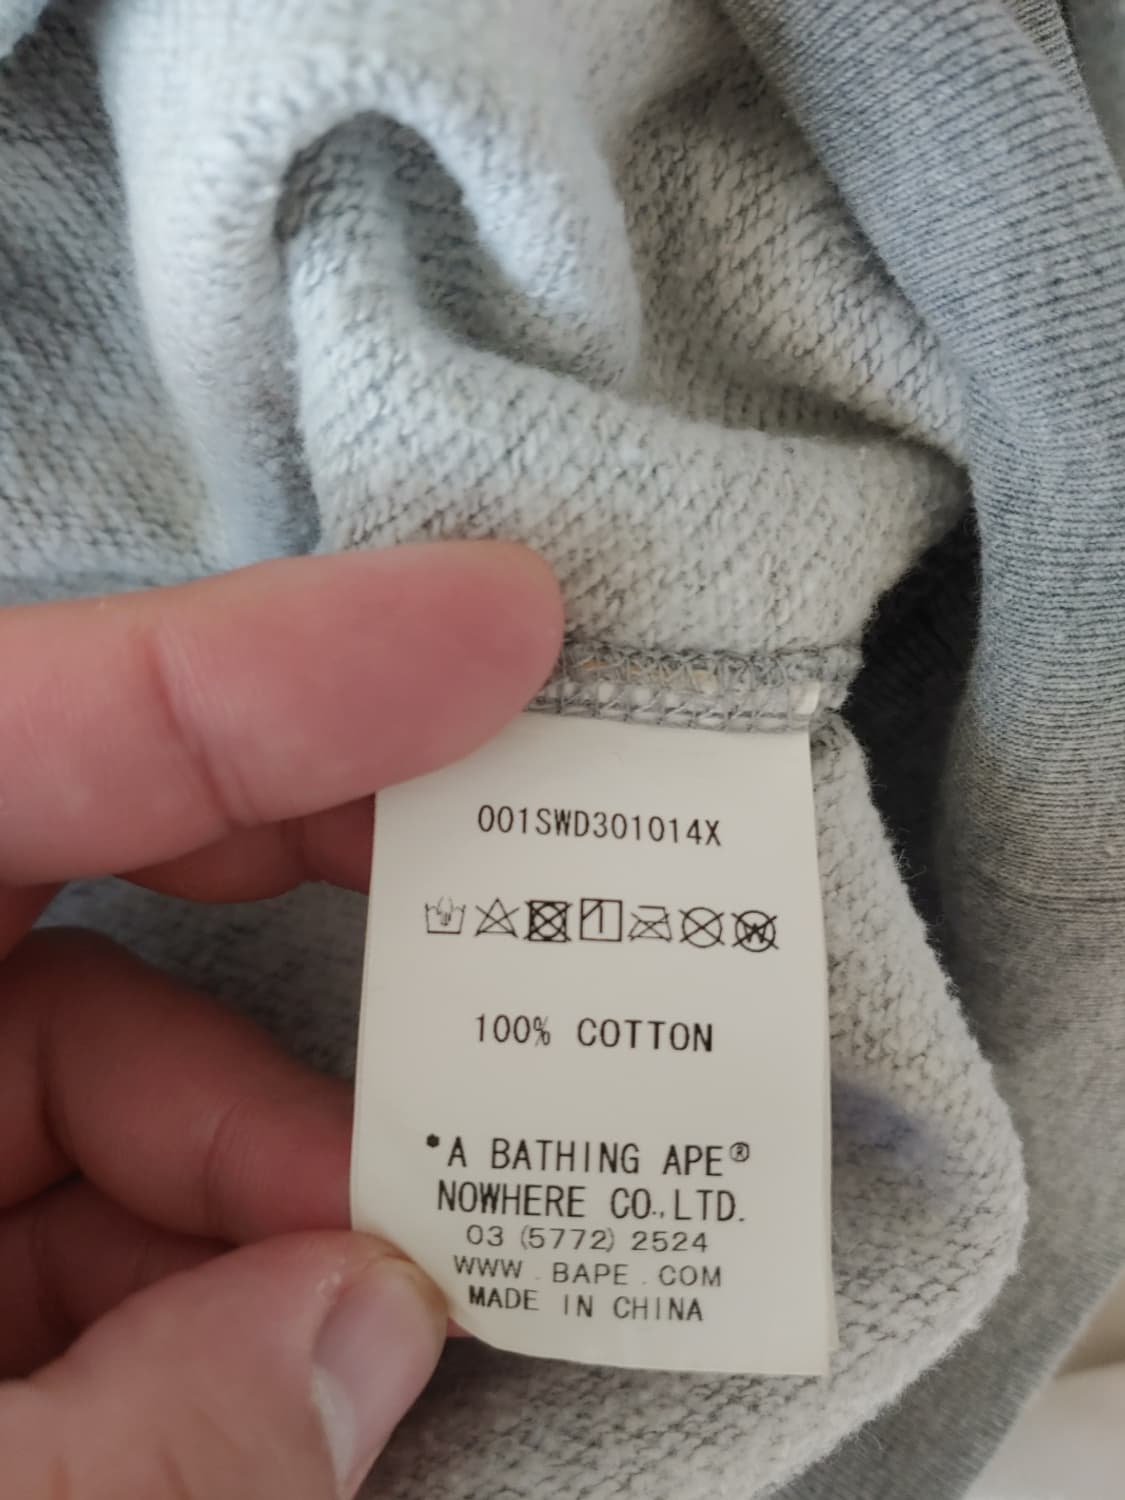 001SWD301014X
100% COTTON
*A BATHING APE®
NOWHERE CO.,LTD.
03 (5772) 2524
WWW . BAPE . COM
MADE IN CHINA